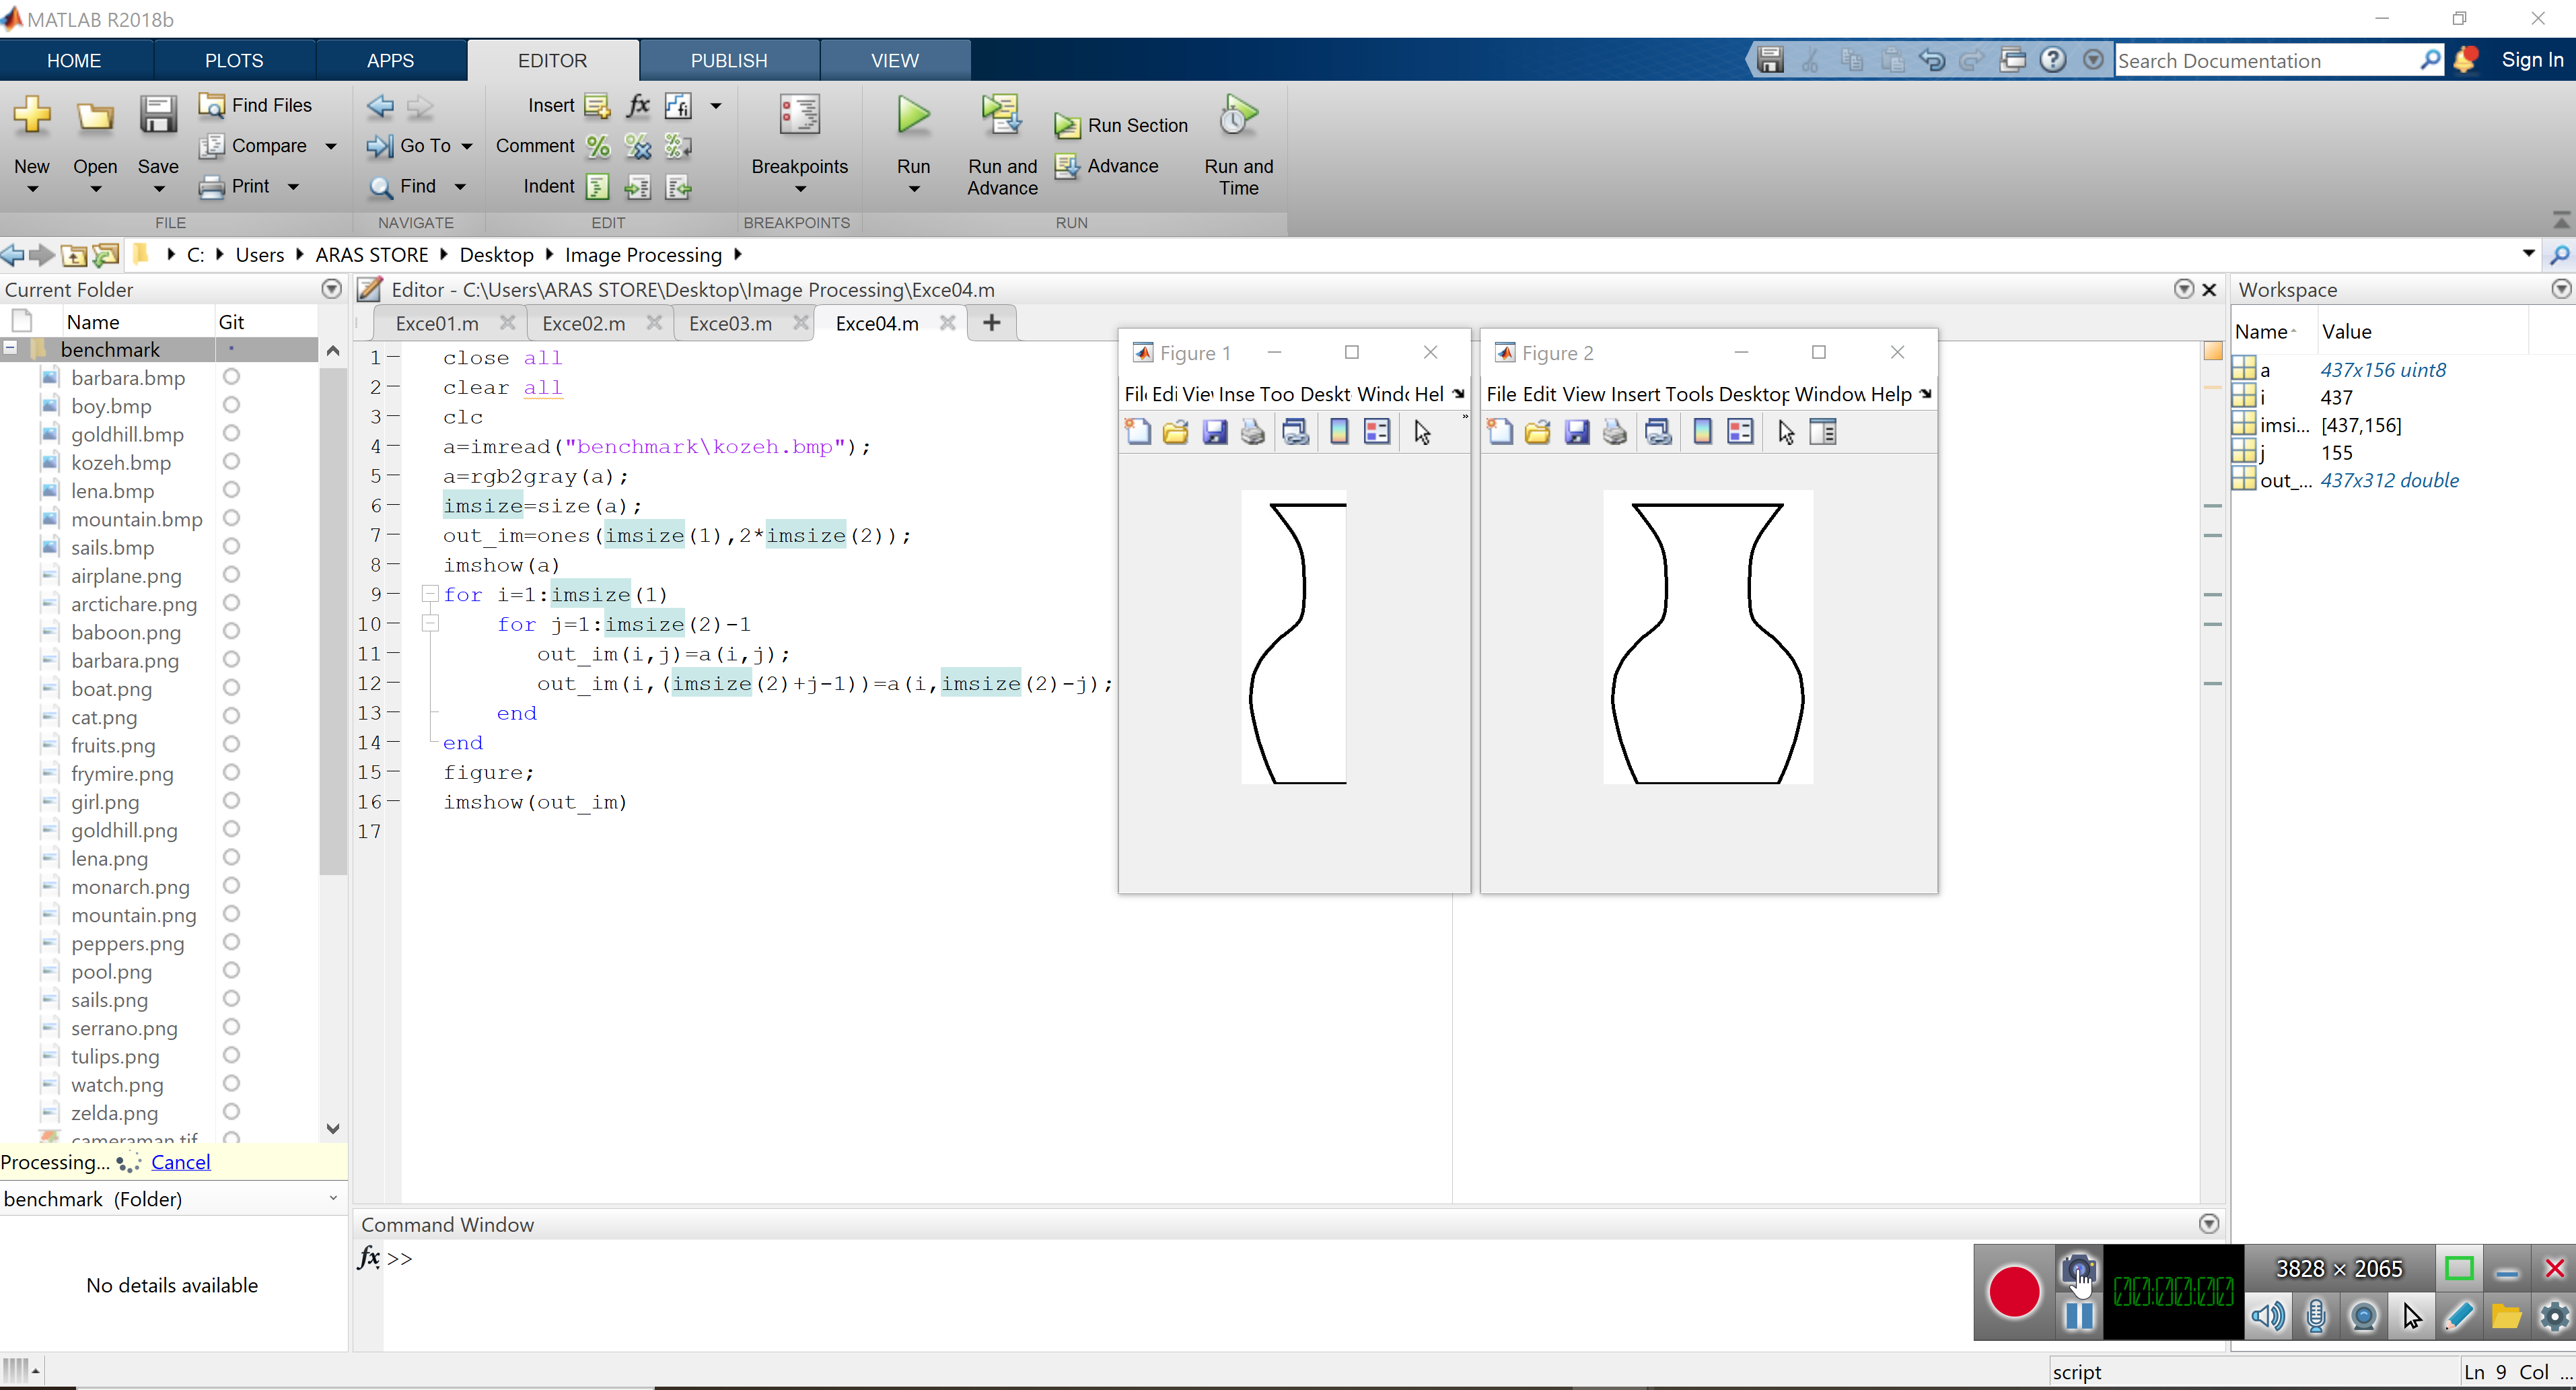 MATLAB R2018b
HOME PLOTS APPS EDITOR PUBLISH VIEW Search Documentation Sign In
New Open Save Find Files Compare Print
Go To Find
Insert fx fi
Comment
Indent
Breakpoints
Run Run and Advance Run Section Advance Run and Time
FILE NAVIGATE EDIT BREAKPOINTS RUN
C: Users ARAS STORE Desktop Image Processing
Current Folder
Name Git
benchmark
barbara.bmp
boy.bmp
goldhill.bmp
kozeh.bmp
lena.bmp
mountain.bmp
sails.bmp
airplane.png
arctichare.png
baboon.png
barbara.png
boat.png
cat.png
fruits.png
frymire.png
girl.png
goldhill.png
lena.png
monarch.png
mountain.png
peppers.png
pool.png
sails.png
serrano.png
tulips.png
watch.png
zelda.png
cameraman.tif
Processing... Cancel
benchmark (Folder)
No details available
Editor - C:\Users\ARAS STORE\Desktop\Image Processing\Exce04.m
Exce01.m Exce02.m Exce03.m Exce04.m
1 close all
2 clear all
3 clc
4 a=imread("benchmark\kozeh.bmp");
5 a=rgb2gray(a);
6 imsize=size(a);
7 out_im=ones(imsize(1),2*imsize(2));
8 imshow(a)
9 for i=1:imsize(1)
10 for j=1:imsize(2)-1
11 out_im(i,j)=a(i,j);
12 out_im(i,(imsize(2)+j-1))=a(i,imsize(2)-j);
13 end
14 end
15 figure;
16 imshow(out_im)
17
Figure 1
Fil Edi Viev Inse Too Deskt Windo Hel
Figure 2
File Edit View Insert Tools Desktop Window Help
Command Window
fx >>
Workspace
Name Value
a 437x156 uint8
i 437
imsi... [437,156]
j 155
out_... 437x312 double
3828 × 2065
00:00:00
script
Ln 9 Col ...